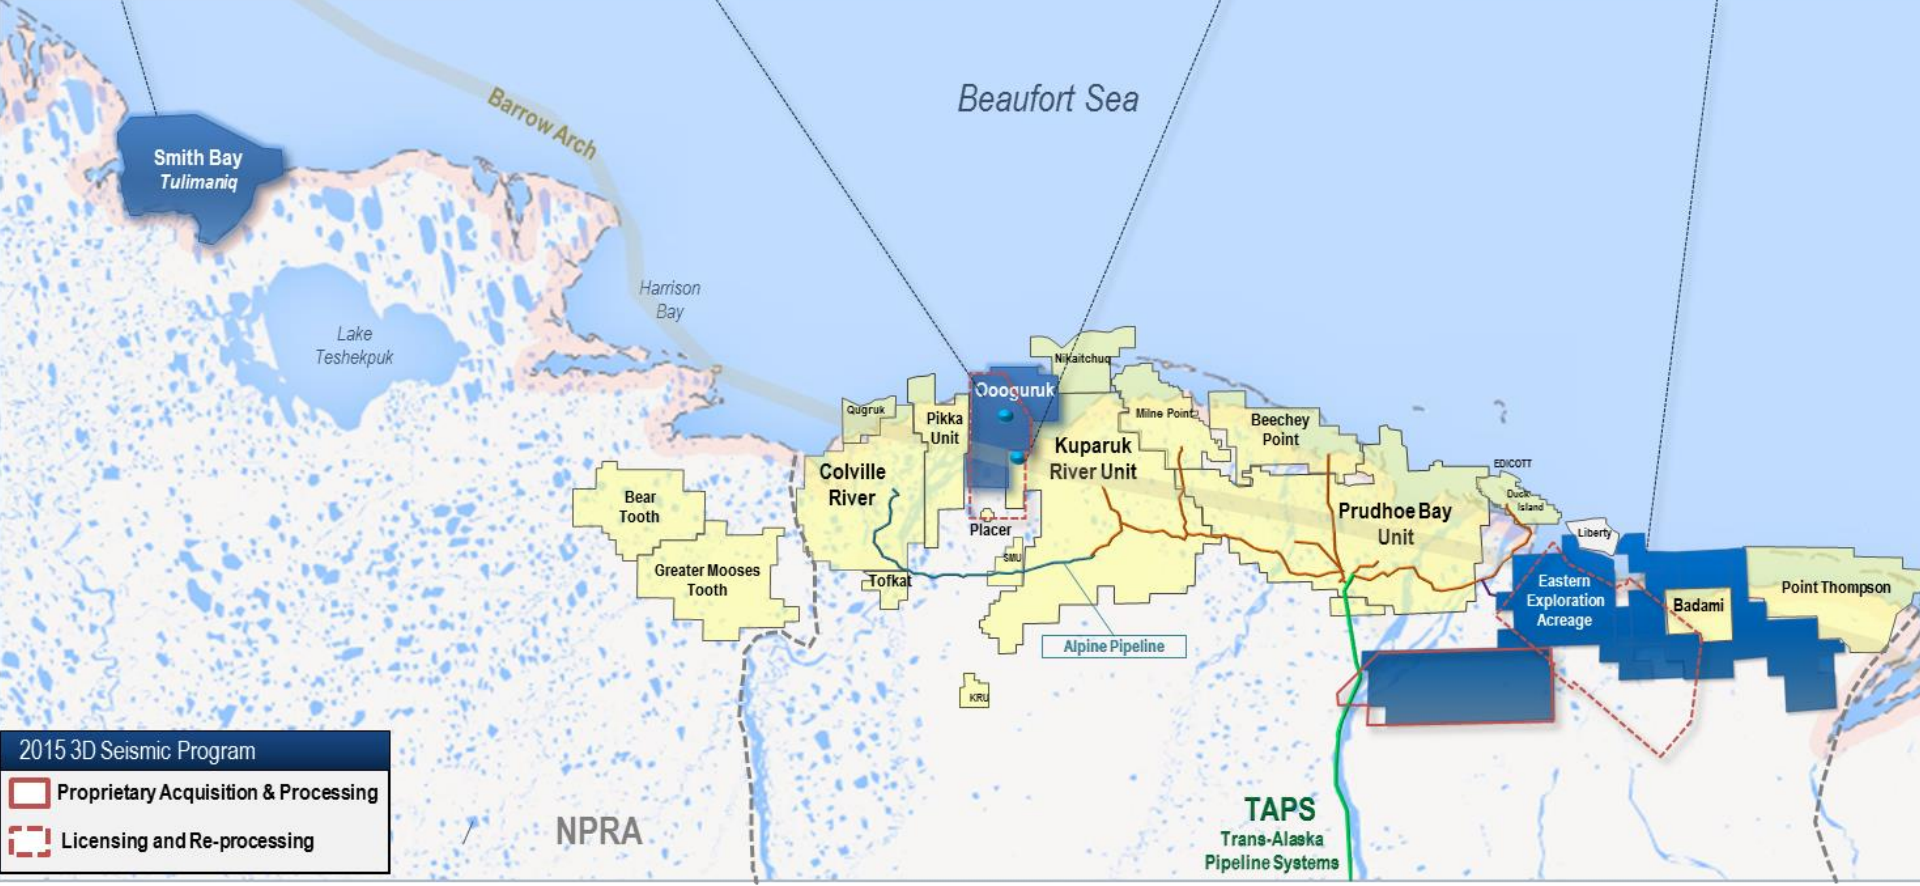 Beaufort Sea
Barrow Arch
Smith Bay
Tulimaniq
Harrison
Bay
Lake
Teshekpuk
Nikaitchuq
Oooguruk
Qugruk
Pikka
Unit
Milne Point
Beechey
Point
Kuparuk
River Unit
Colville
River
EDICOTT
Duck
Island
Bear
Tooth
Prudhoe Bay
Unit
Placer
Liberty
SMU
Greater Mooses
Tooth
Tofkat
Eastern
Exploration
Acreage
Badami
Point Thompson
Alpine Pipeline
KRU
2015 3D Seismic Program
Proprietary Acquisition & Processing
Licensing and Re-processing
NPRA
TAPS
Trans-Alaska
Pipeline Systems